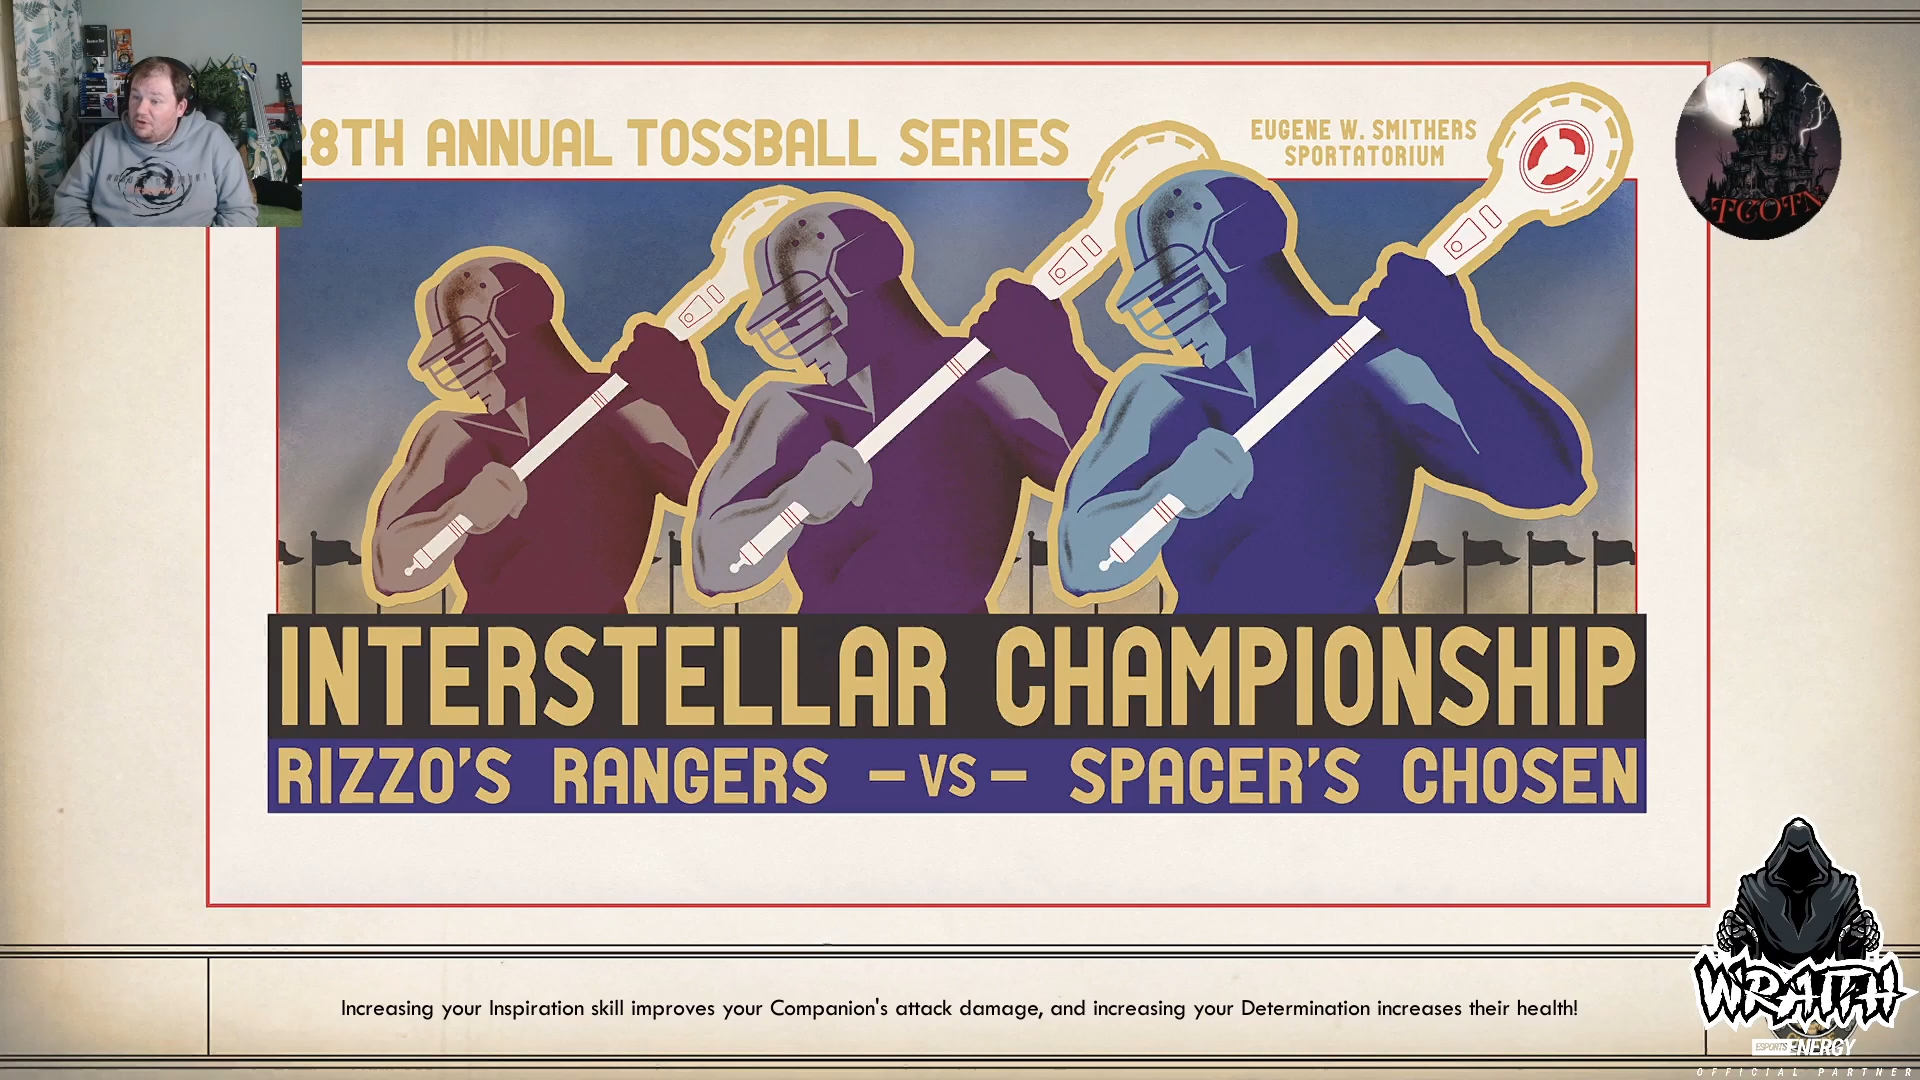 28TH ANNUAL TOSSBALL SERIES
EUGENE W. SMITHERS
SPORTATORIUM
TCOTN
INTERSTELLAR CHAMPIONSHIP
RIZZO'S RANGERS – VS – SPACER'S CHOSEN
Increasing your Inspiration skill improves your Companion's attack damage, and increasing your Determination increases their health!
WRAITH
ESPORTS ENERGY
OFFICIAL PARTNER